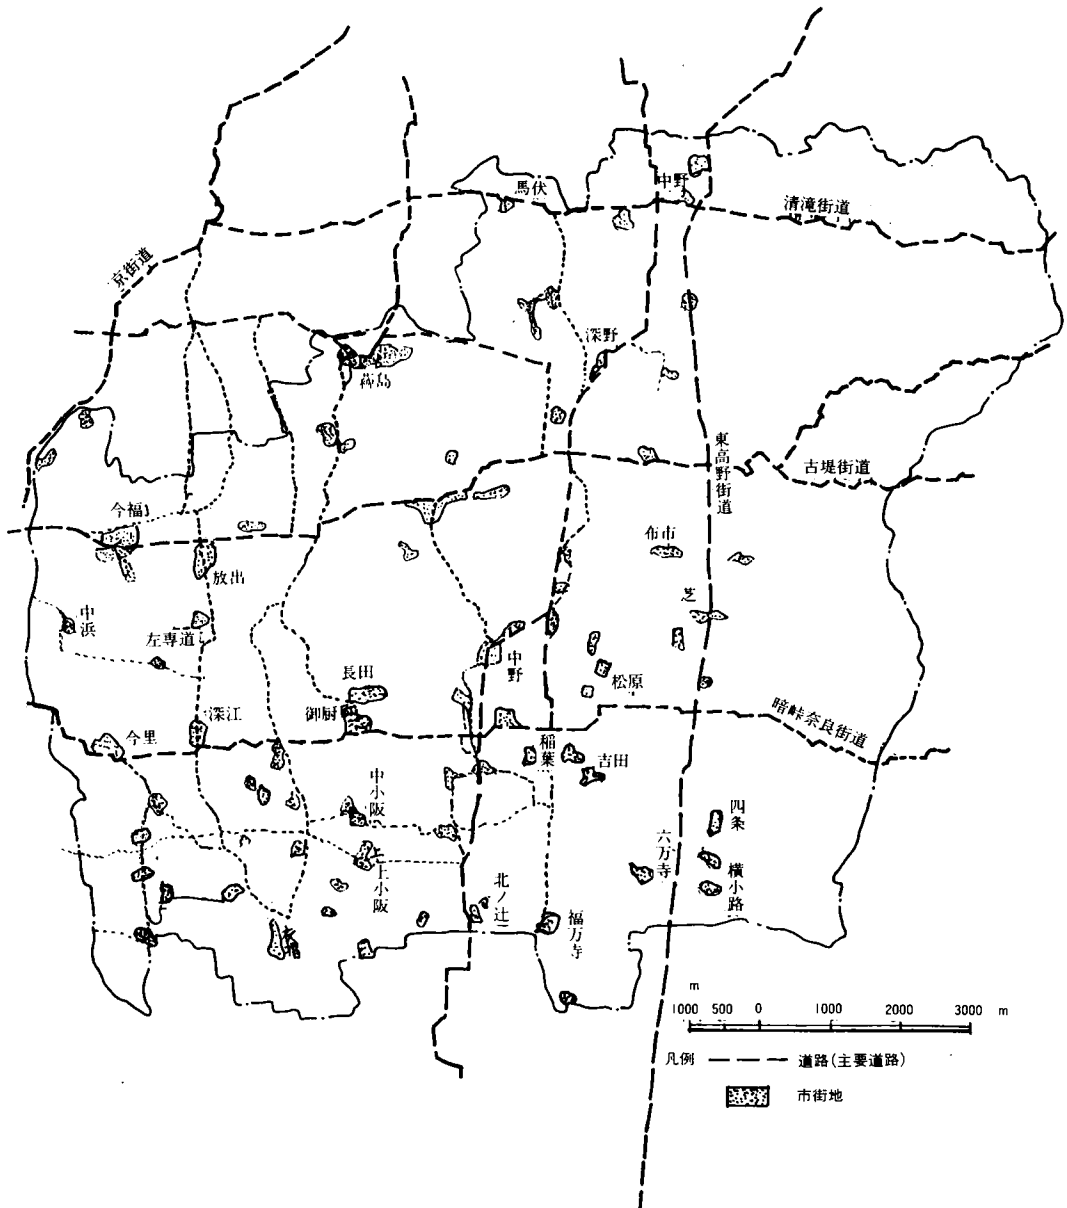 馬伏
中野
清滝街道
京街道
深野
東高野街道
古堤街道
今福
放出
布市
芝
中浜
左専道
中野
長田
松原
深江
御厨
今里
稲葉
吉田
暗峠奈良街道
中小阪
四条
六万寺
上小阪
横小路
北ノ辻
福万寺
m
1000 500 0 1000 2000 3000 m
凡例 道路(主要道路)
市街地